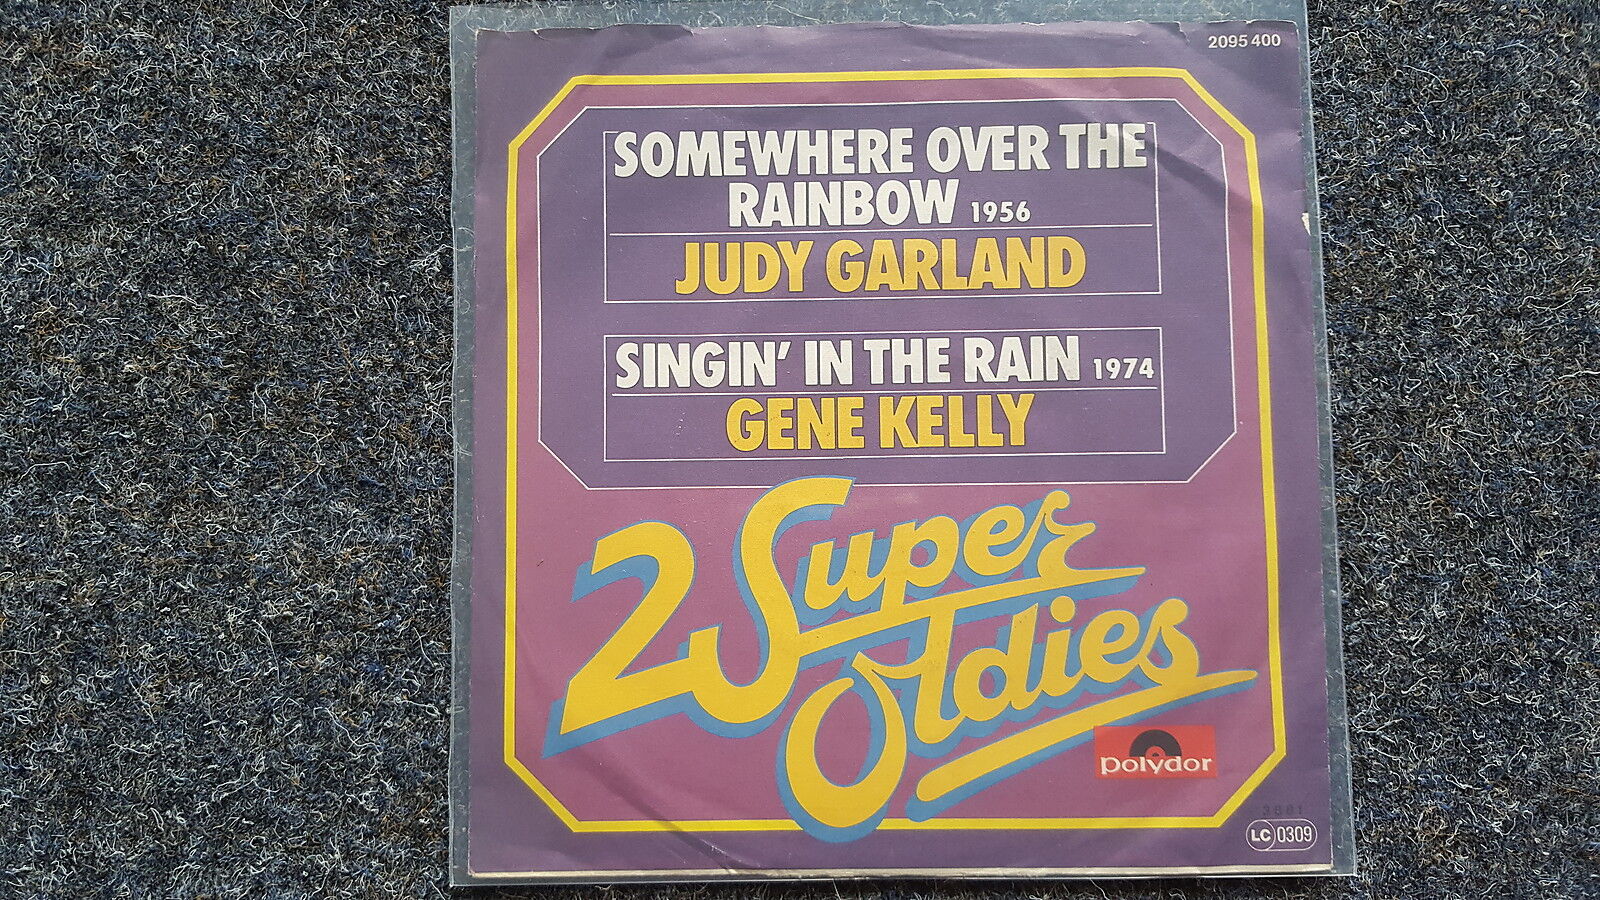 2095 400
SOMEWHERE OVER THE
RAINBOW 1956
JUDY GARLAND
SINGIN' IN THE RAIN 1974
GENE KELLY
2 Super
Oldies
polydor
LC 0309